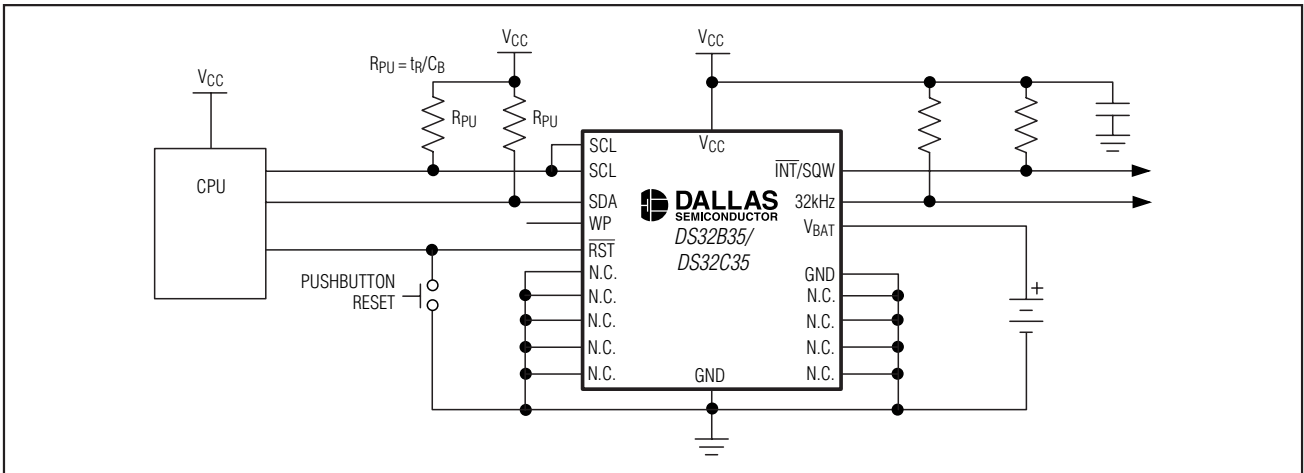 VCC
VCC
RPU = tR/CB
VCC
RPU
RPU
SCL
VCC
CPU
SCL
INT/SQW
SDA
DALLAS
SEMICONDUCTOR
32kHz
WP
DS32B35/
DS32C35
VBAT
RST
PUSHBUTTON
RESET
N.C.
GND
N.C.
N.C.
N.C.
N.C.
N.C.
N.C.
N.C.
GND
N.C.
+